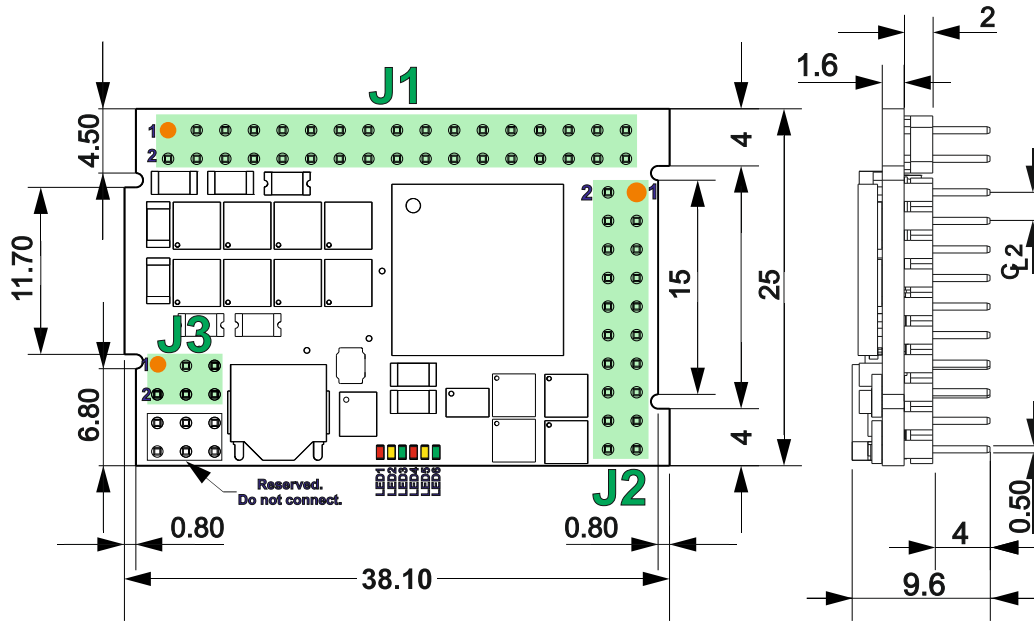 J1
2
1.6
4.50
1
2
4
2
1
11.70
15
25
℄ 2
J3
1
2
6.80
4
LED1
LED2
LED3
LED4
LED5
LED6
Reserved.
Do not connect.
J2
0.50
0.80
0.80
4
38.10
9.6